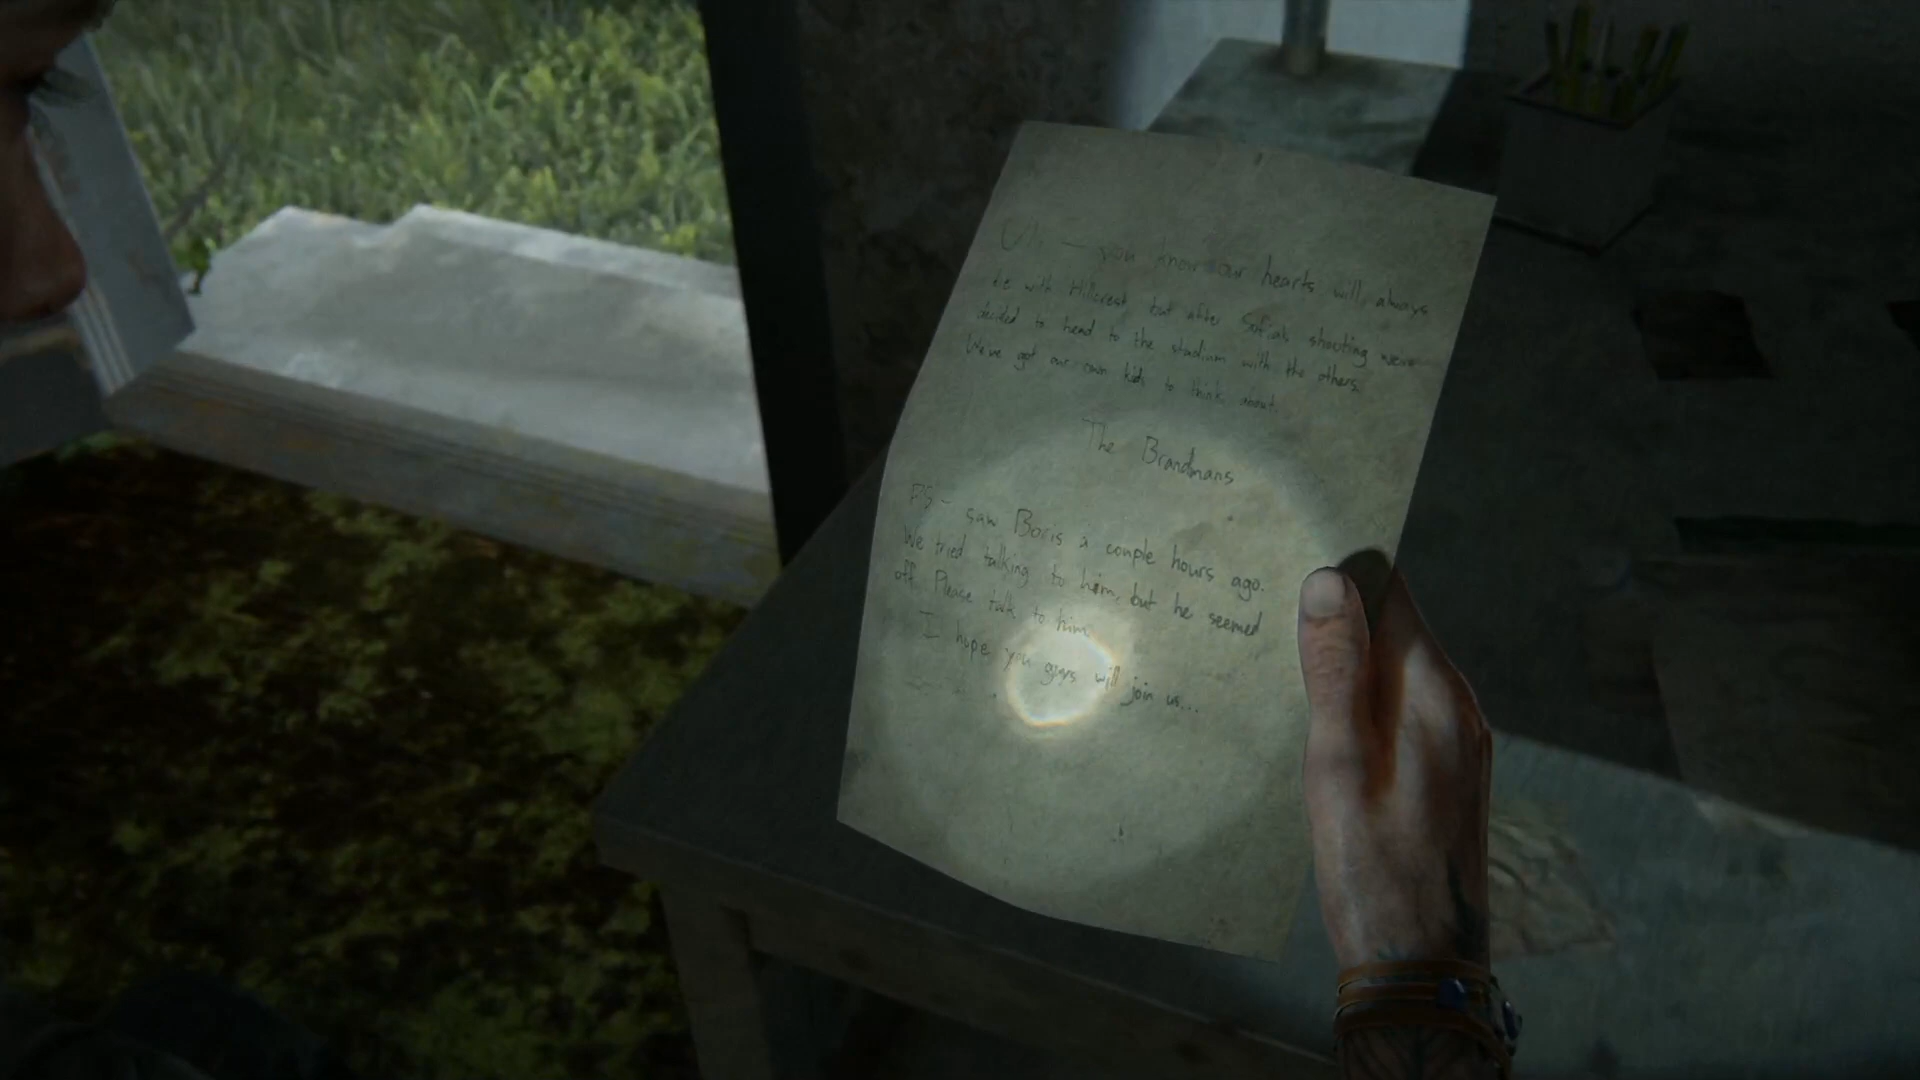 Uli — you know our hearts will always
be with Hillcrest, but after Sofia's shooting we're
decided to head to the stadium with the others.
We've got our own kids to think about.
The Brandmans
PS - saw Boris a couple hours ago.
We tried talking to him, but he seemed
off. Please talk to him.
I hope you guys will join us...